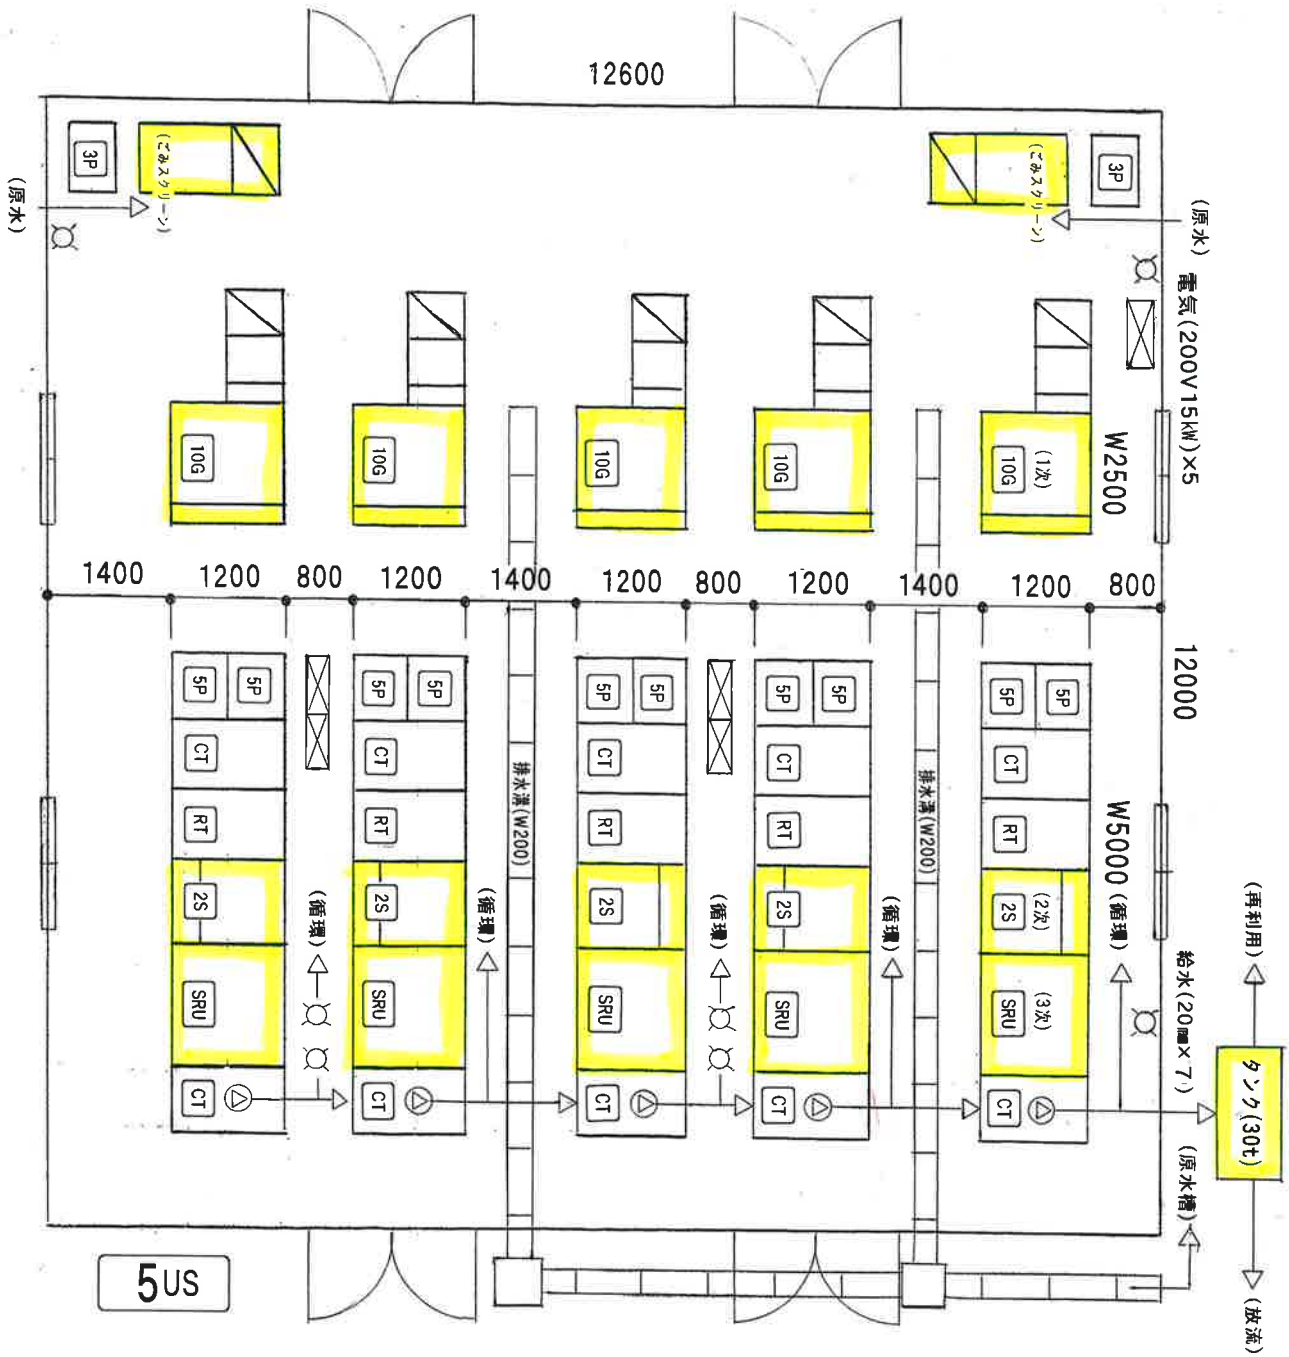 12600
3P
(ごみスクリーン)
(原水)
3P
(ごみスクリーン)
(原水)
電気(200V15kW)×5
10G
10G
10G
10G
(1次)
10G
W2500
1400
1200
800
1200
1400
1200
800
1200
1400
1200
800
12000
5P
5P
5P
5P
5P
5P
5P
5P
5P
5P
CT
CT
CT
CT
CT
RT
RT
RT
RT
RT
排水溝(W200)
排水溝(W200)
W5000
2S
2S
2S
2S
(2次)
2S
(循環)
(循環)
(循環)
(循環)
(循環)
SRU
SRU
SRU
SRU
(3次)
SRU
給水(20mm×7)
(再利用)
CT
CT
CT
CT
CT
タンク(30t)
(原水槽)
(放流)
5US